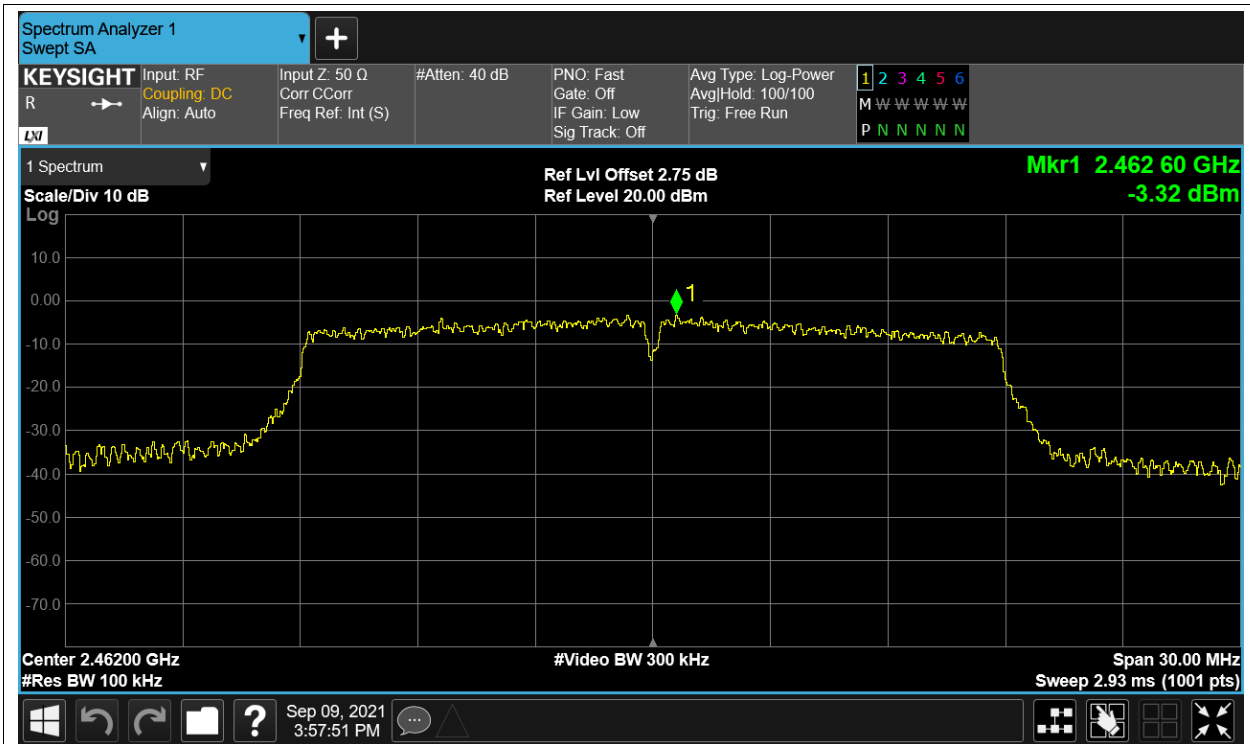 Spectrum Analyzer 1
Swept SA
KEYSIGHT
R
LXI
Input: RF
Coupling: DC
Align: Auto
Input Z: 50 Ω
Corr CCorr
Freq Ref: Int (S)
#Atten: 40 dB
PNO: Fast
Gate: Off
IF Gain: Low
Sig Track: Off
Avg Type: Log-Power
Avg|Hold: 100/100
Trig: Free Run
1 2 3 4 5 6
M W W W W W
P N N N N N
1 Spectrum
Scale/Div 10 dB
Log
Ref Lvl Offset 2.75 dB
Ref Level 20.00 dBm
Mkr1 2.462 60 GHz
-3.32 dBm
10.0
0.00
-10.0
-20.0
-30.0
-40.0
-50.0
-60.0
-70.0
1
Center 2.46200 GHz
#Res BW 100 kHz
#Video BW 300 kHz
Span 30.00 MHz
Sweep 2.93 ms (1001 pts)
?
Sep 09, 2021
3:57:51 PM